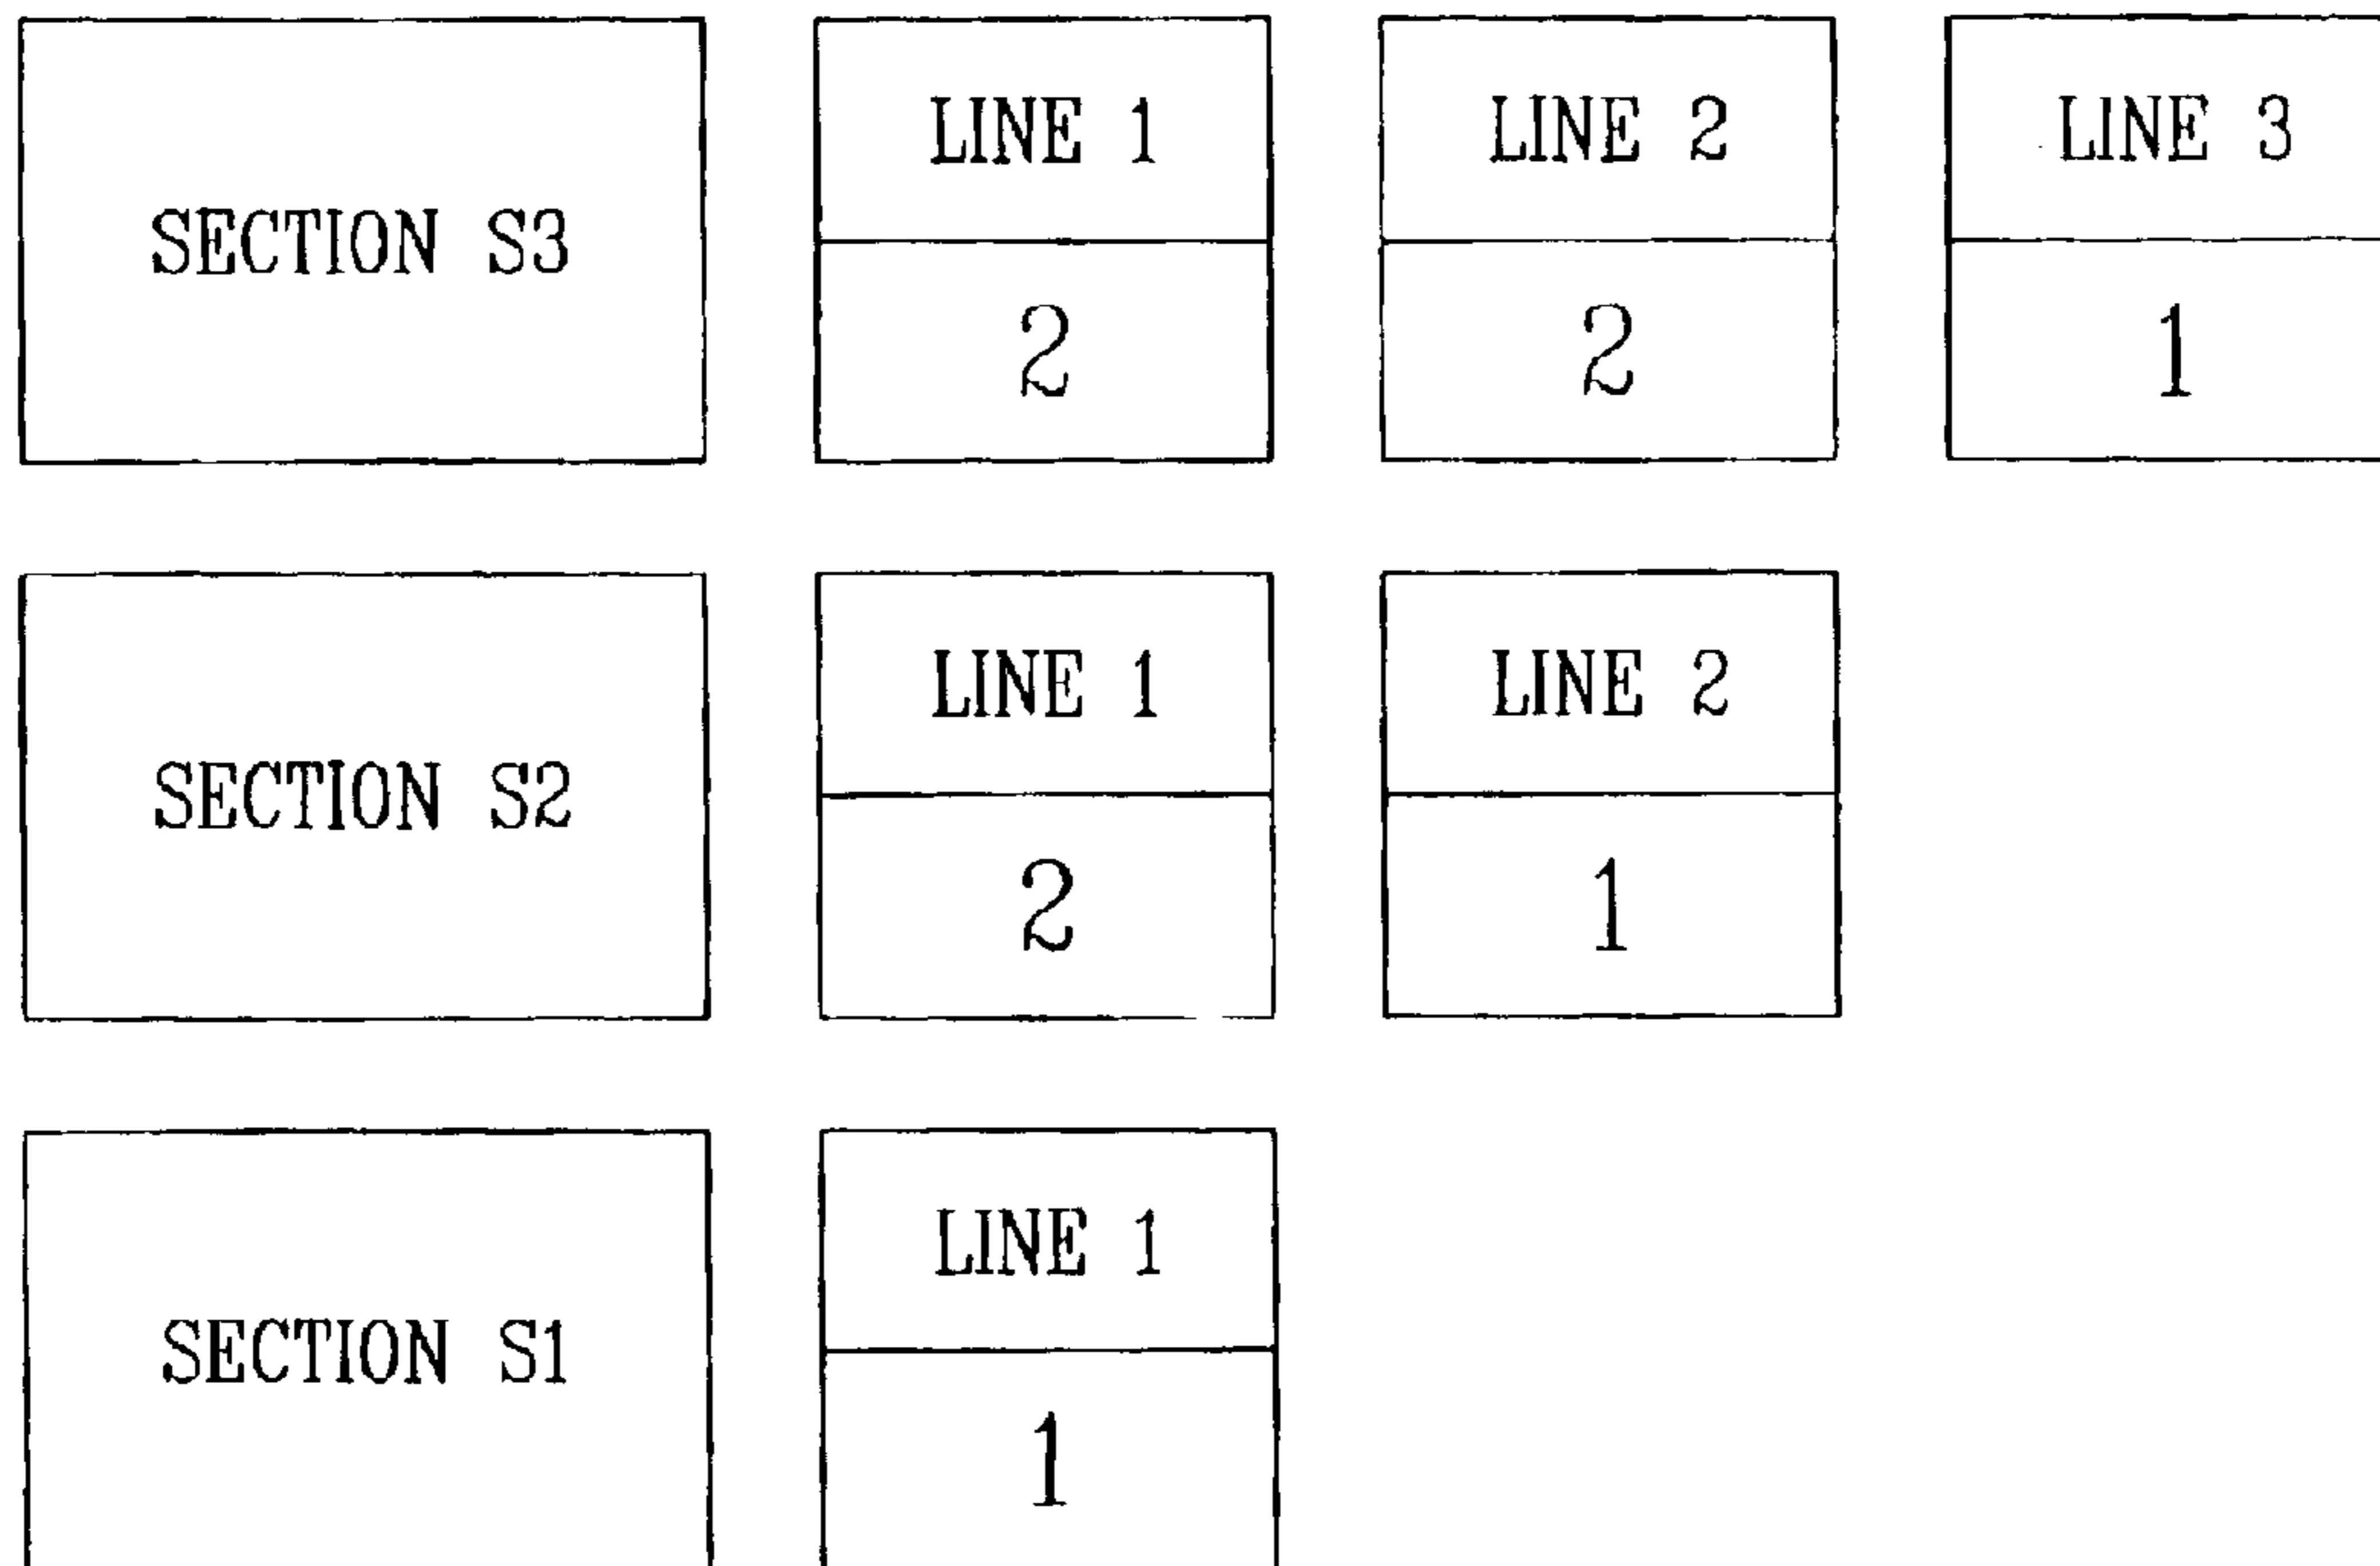 LINE 1 LINE 2 LINE 3
SECTION S3
2 2 1
LINE 1 LINE 2
SECTION S2
2 1
LINE 1
SECTION S1
1